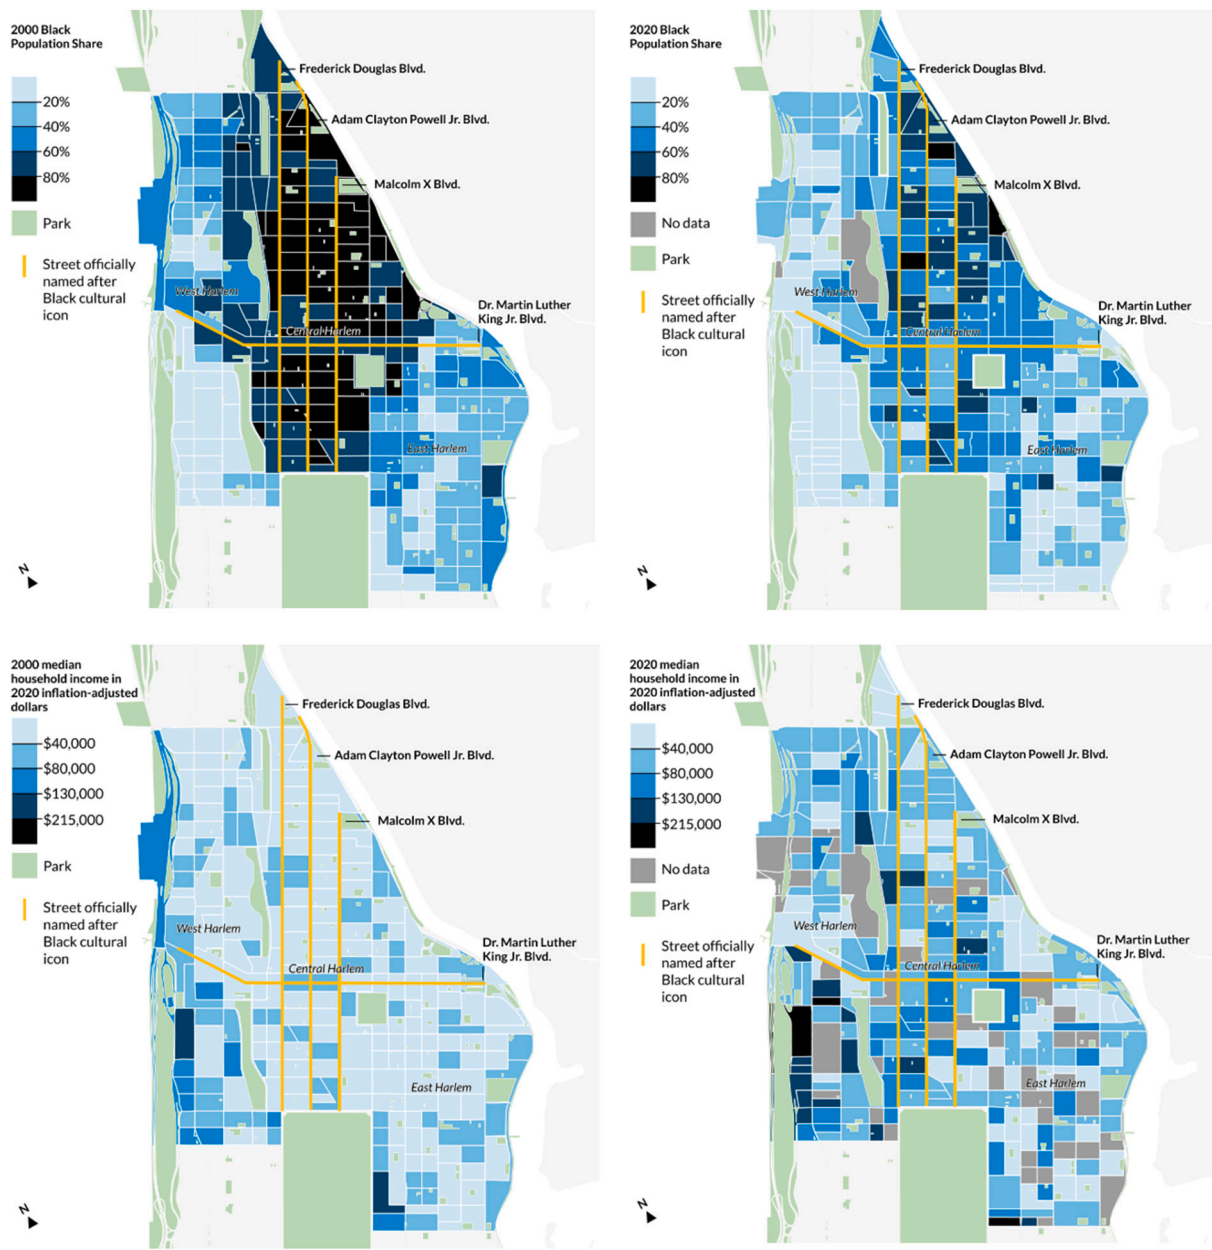 2000 Black
Population Share
20%
40%
60%
80%
Park
Street officially
named after
Black cultural
icon
Frederick Douglas Blvd.
Adam Clayton Powell Jr. Blvd.
Malcolm X Blvd.
Dr. Martin Luther
King Jr. Blvd.
West Harlem
Central Harlem
East Harlem
N
2020 Black
Population Share
20%
40%
60%
80%
No data
Park
Street officially
named after
Black cultural
icon
Frederick Douglas Blvd.
Adam Clayton Powell Jr. Blvd.
Malcolm X Blvd.
Dr. Martin Luther
King Jr. Blvd.
West Harlem
Central Harlem
East Harlem
N
2000 median
household income in
2020 inflation-adjusted
dollars
$40,000
$80,000
$130,000
$215,000
Park
Street officially
named after
Black cultural
icon
Frederick Douglas Blvd.
Adam Clayton Powell Jr. Blvd.
Malcolm X Blvd.
Dr. Martin Luther
King Jr. Blvd.
West Harlem
Central Harlem
East Harlem
N
2020 median
household income in
2020 inflation-adjusted
dollars
$40,000
$80,000
$130,000
$215,000
No data
Park
Street officially
named after
Black cultural
icon
Frederick Douglas Blvd.
Adam Clayton Powell Jr. Blvd.
Malcolm X Blvd.
Dr. Martin Luther
King Jr. Blvd.
West Harlem
Central Harlem
East Harlem
N